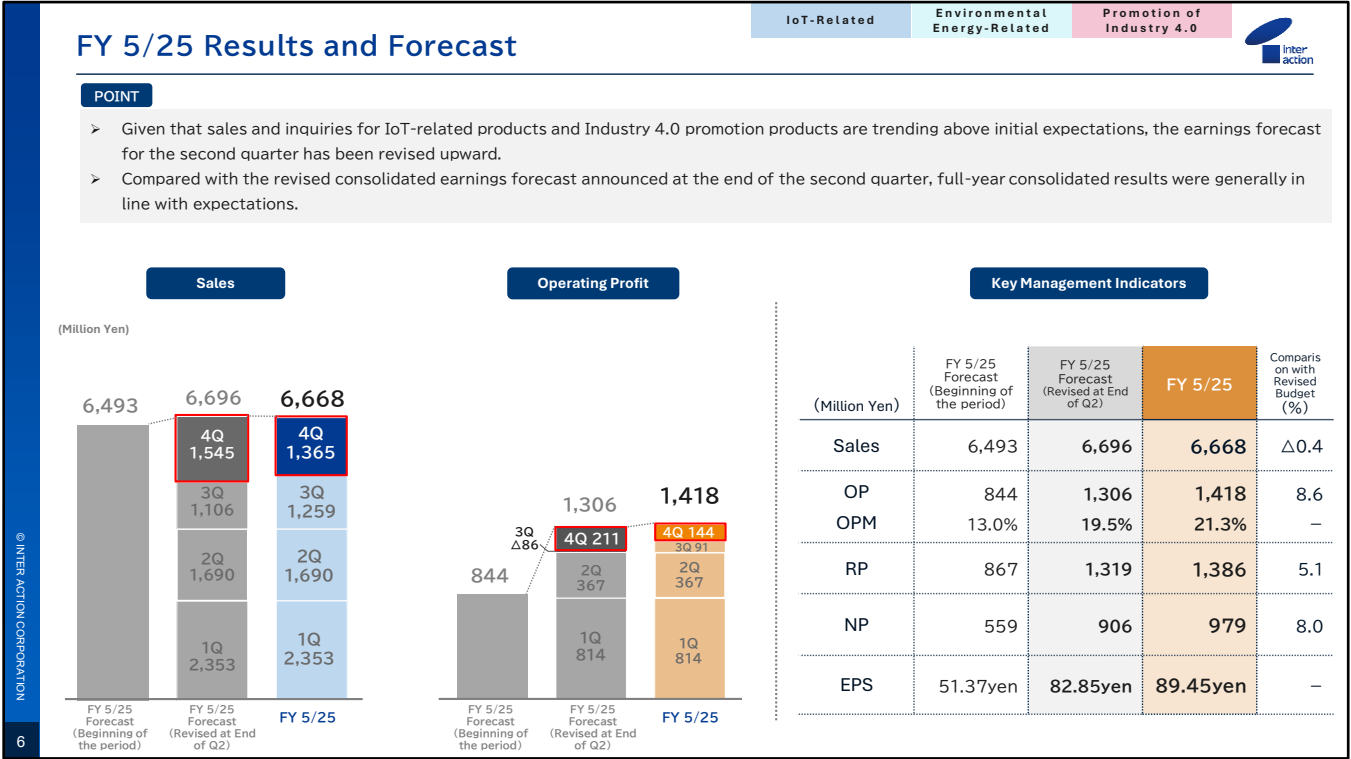 IoT-Related
Environmental
Energy-Related
Promotion of
Industry 4.0
FY 5/25 Results and Forecast
inter
action
POINT
➢ Given that sales and inquiries for IoT-related products and Industry 4.0 promotion products are trending above initial expectations, the earnings forecast
for the second quarter has been revised upward.
➢ Compared with the revised consolidated earnings forecast announced at the end of the second quarter, full-year consolidated results were generally in
line with expectations.
Sales
(Million Yen)
6,493
6,696
6,668
4Q
1,545
4Q
1,365
3Q
1,106
3Q
1,259
2Q
1,690
2Q
1,690
1Q
2,353
1Q
2,353
FY 5/25
Forecast
(Beginning of
the period)
FY 5/25
Forecast
(Revised at End
of Q2)
FY 5/25
Operating Profit
844
1,306
1,418
3Q
△86
4Q 211
4Q 144
3Q 91
2Q
367
2Q
367
1Q
814
1Q
814
FY 5/25
Forecast
(Beginning of
the period)
FY 5/25
Forecast
(Revised at End
of Q2)
FY 5/25
Key Management Indicators
(Million Yen)
FY 5/25
Forecast
(Beginning of
the period)
FY 5/25
Forecast
(Revised at End
of Q2)
FY 5/25
Comparis
on with
Revised
Budget
(%)
Sales 6,493 6,696 6,668 △0.4
OP 844 1,306 1,418 8.6
OPM 13.0% 19.5% 21.3% –
RP 867 1,319 1,386 5.1
NP 559 906 979 8.0
EPS 51.37yen 82.85yen 89.45yen –
© INTER ACTION CORPORATION
6